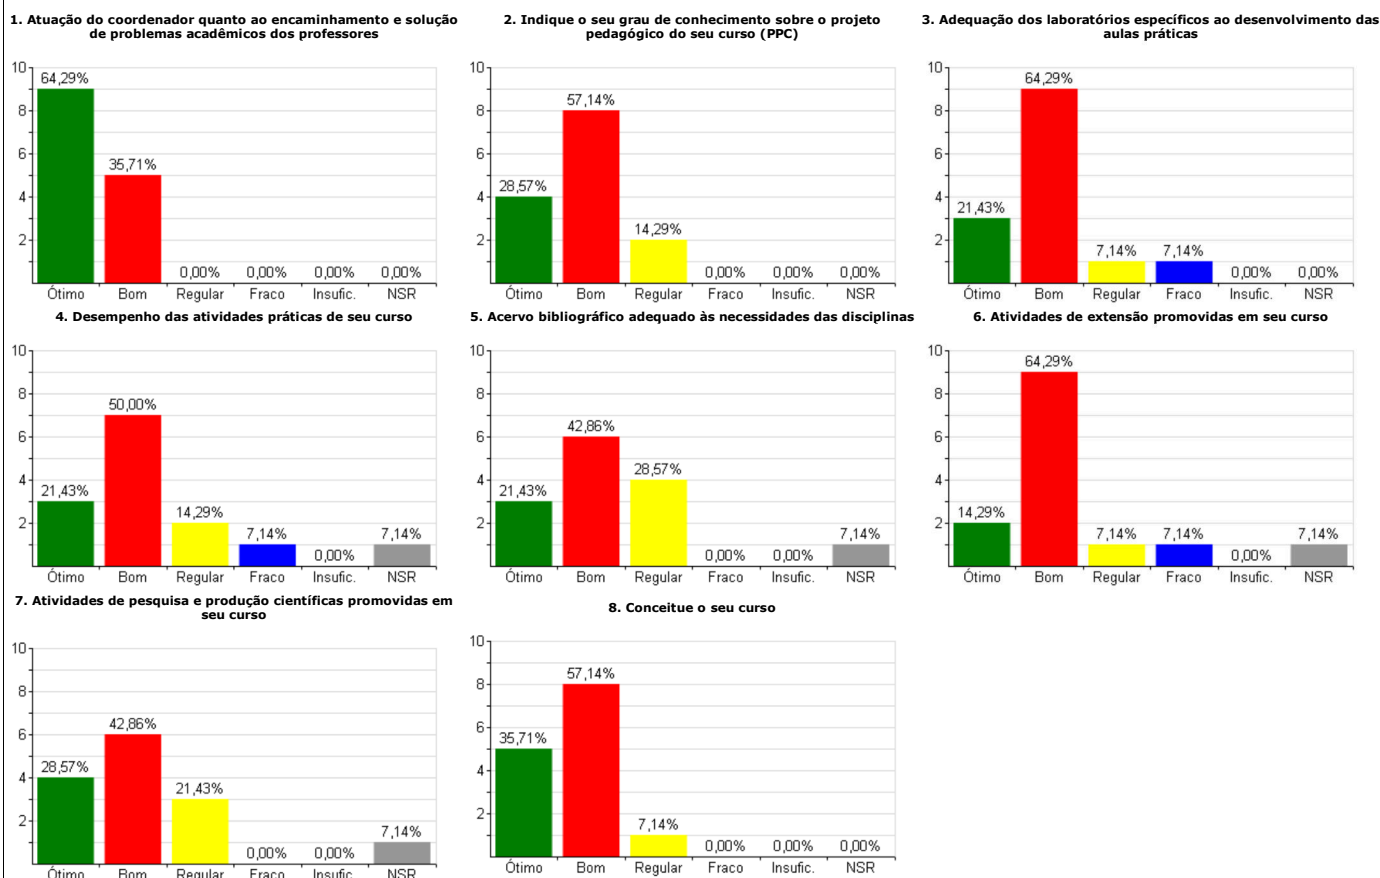 1. Atuação do coordenador quanto ao encaminhamento e solução
de problemas acadêmicos dos professores
10
8
6
4
2
64,29%
35,71%
0,00%
0,00%
0,00%
0,00%
Ótimo
Bom
Regular
Fraco
Insufic.
NSR
2. Indique o seu grau de conhecimento sobre o projeto
pedagógico do seu curso (PPC)
10
8
6
4
2
28,57%
57,14%
14,29%
0,00%
0,00%
0,00%
Ótimo
Bom
Regular
Fraco
Insufic.
NSR
3. Adequação dos laboratórios específicos ao desenvolvimento das
aulas práticas
10
8
6
4
2
21,43%
64,29%
7,14%
7,14%
0,00%
0,00%
Ótimo
Bom
Regular
Fraco
Insufic.
NSR
4. Desempenho das atividades práticas de seu curso
10
8
6
4
2
21,43%
50,00%
14,29%
7,14%
0,00%
7,14%
Ótimo
Bom
Regular
Fraco
Insufic.
NSR
5. Acervo bibliográfico adequado às necessidades das disciplinas
10
8
6
4
2
21,43%
42,86%
28,57%
0,00%
0,00%
7,14%
Ótimo
Bom
Regular
Fraco
Insufic.
NSR
6. Atividades de extensão promovidas em seu curso
10
8
6
4
2
14,29%
64,29%
7,14%
7,14%
0,00%
7,14%
Ótimo
Bom
Regular
Fraco
Insufic.
NSR
7. Atividades de pesquisa e produção científicas promovidas em
seu curso
10
8
6
4
2
28,57%
42,86%
21,43%
0,00%
0,00%
7,14%
Ótimo
Bom
Regular
Fraco
Insufic.
NSR
8. Conceitue o seu curso
10
8
6
4
2
35,71%
57,14%
7,14%
0,00%
0,00%
0,00%
Ótimo
Bom
Regular
Fraco
Insufic.
NSR